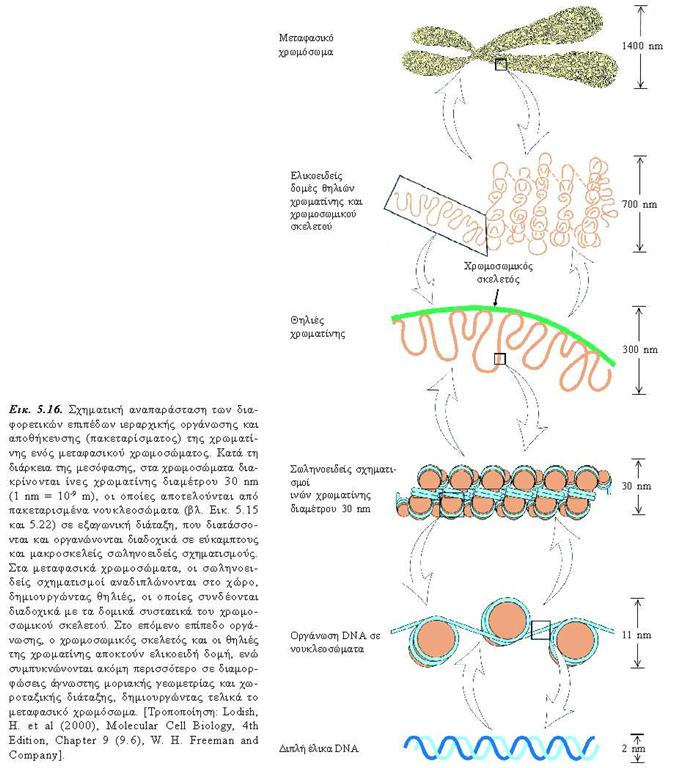 Μεταφασικό
χρωμόσωμα
1400 nm
Ελικοειδείς
δομές θηλιών
χρωματίνης και
χρωμοσωμικού
σκελετού
700 nm
Χρωμοσωμικός
σκελετός
Θηλιές
χρωματίνης
300 nm
Σωληνοειδείς σχηματι-
σμοί
ινών χρωματίνης
διαμέτρου 30 nm
30 nm
Οργάνωση DNA σε
νουκλεοσώματα
11 nm
Διπλή έλικα DNA
2 nm
Εικ. 5.16. Σχηματική αναπαράσταση των δια-
φορετικών επιπέδων ιεραρχικής οργάνωσης και
αποθήκευσης (πακεταρίσματος) της χρωματί-
νης ενός μεταφασικού χρωμοσώματος. Κατά τη
διάρκεια της μεσόφασης, στα χρωμοσώματα δια-
κρίνονται ίνες χρωματίνης διαμέτρου 30 nm
(1 nm = 10-9 m), οι οποίες αποτελούνται από
πακεταρισμένα νουκλεοσώματα (βλ. Εικ. 5.15
και 5.22) σε εξαγωνική διάταξη, που διατάσσο-
νται και οργανώνονται διαδοχικά σε εύκαμπτους
και μακροσκελείς σωληνοειδείς σχηματισμούς.
Στα μεταφασικά χρωμοσώματα, οι σωληνοει-
δείς σχηματισμοί αναδιπλώνονται στο χώρο,
δημιουργώντας θηλιές, οι οποίες συνδέονται
διαδοχικά με τα δομικά συστατικά του χρωμο-
σωμικού σκελετού. Στο επόμενο επίπεδο οργά-
νωσης, ο χρωμοσωμικός σκελετός και οι θηλιές
της χρωματίνης αποκτούν ελικοειδή δομή, ενώ
συμπυκνώνονται ακόμη περισσότερο σε διαμορ-
φώσεις άγνωστης μοριακής γεωμετρίας και χω-
ροταξικής διάταξης, δημιουργώντας τελικά το
μεταφασικό χρωμόσωμα. [Τροποποίηση: Lodish,
H. et al (2000), Molecular Cell Biology, 4th
Edition, Chapter 9 (9.6), W. H. Freeman and
Company].